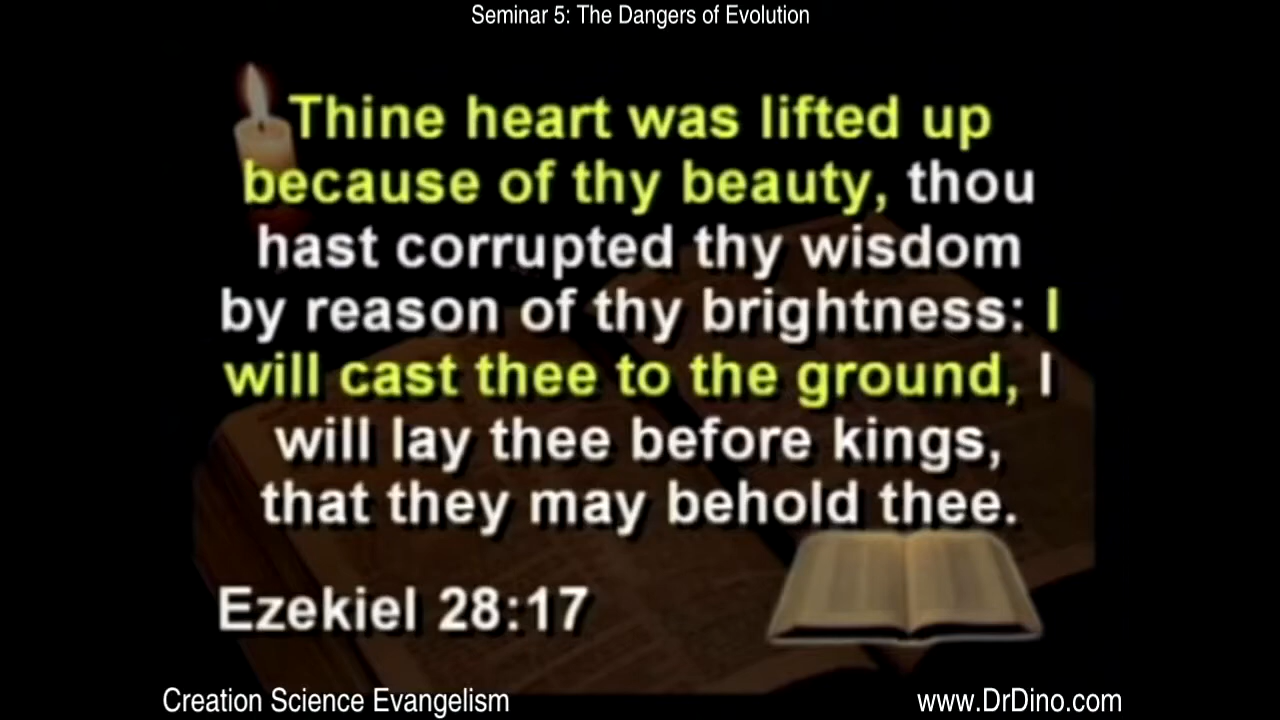 Seminar 5: The Dangers of Evolution
Thine heart was lifted up
because of thy beauty, thou
hast corrupted thy wisdom
by reason of thy brightness: I
will cast thee to the ground, I
will lay thee before kings,
that they may behold thee.
Ezekiel 28:17
Creation Science Evangelism
www.DrDino.com